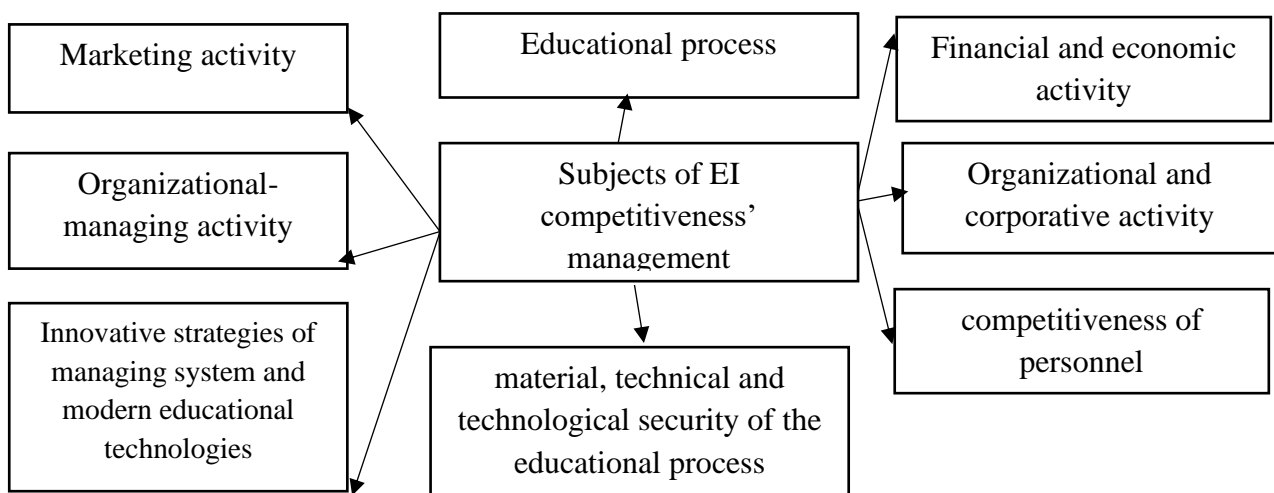 Marketing activity
Educational process
Financial and economic
activity
Organizational-
managing activity
Subjects of EI
competitiveness’
management
Organizational and
corporative activity
Innovative strategies of
managing system and
modern educational
technologies
material, technical and
technological security of the
educational process
competitiveness of
personnel